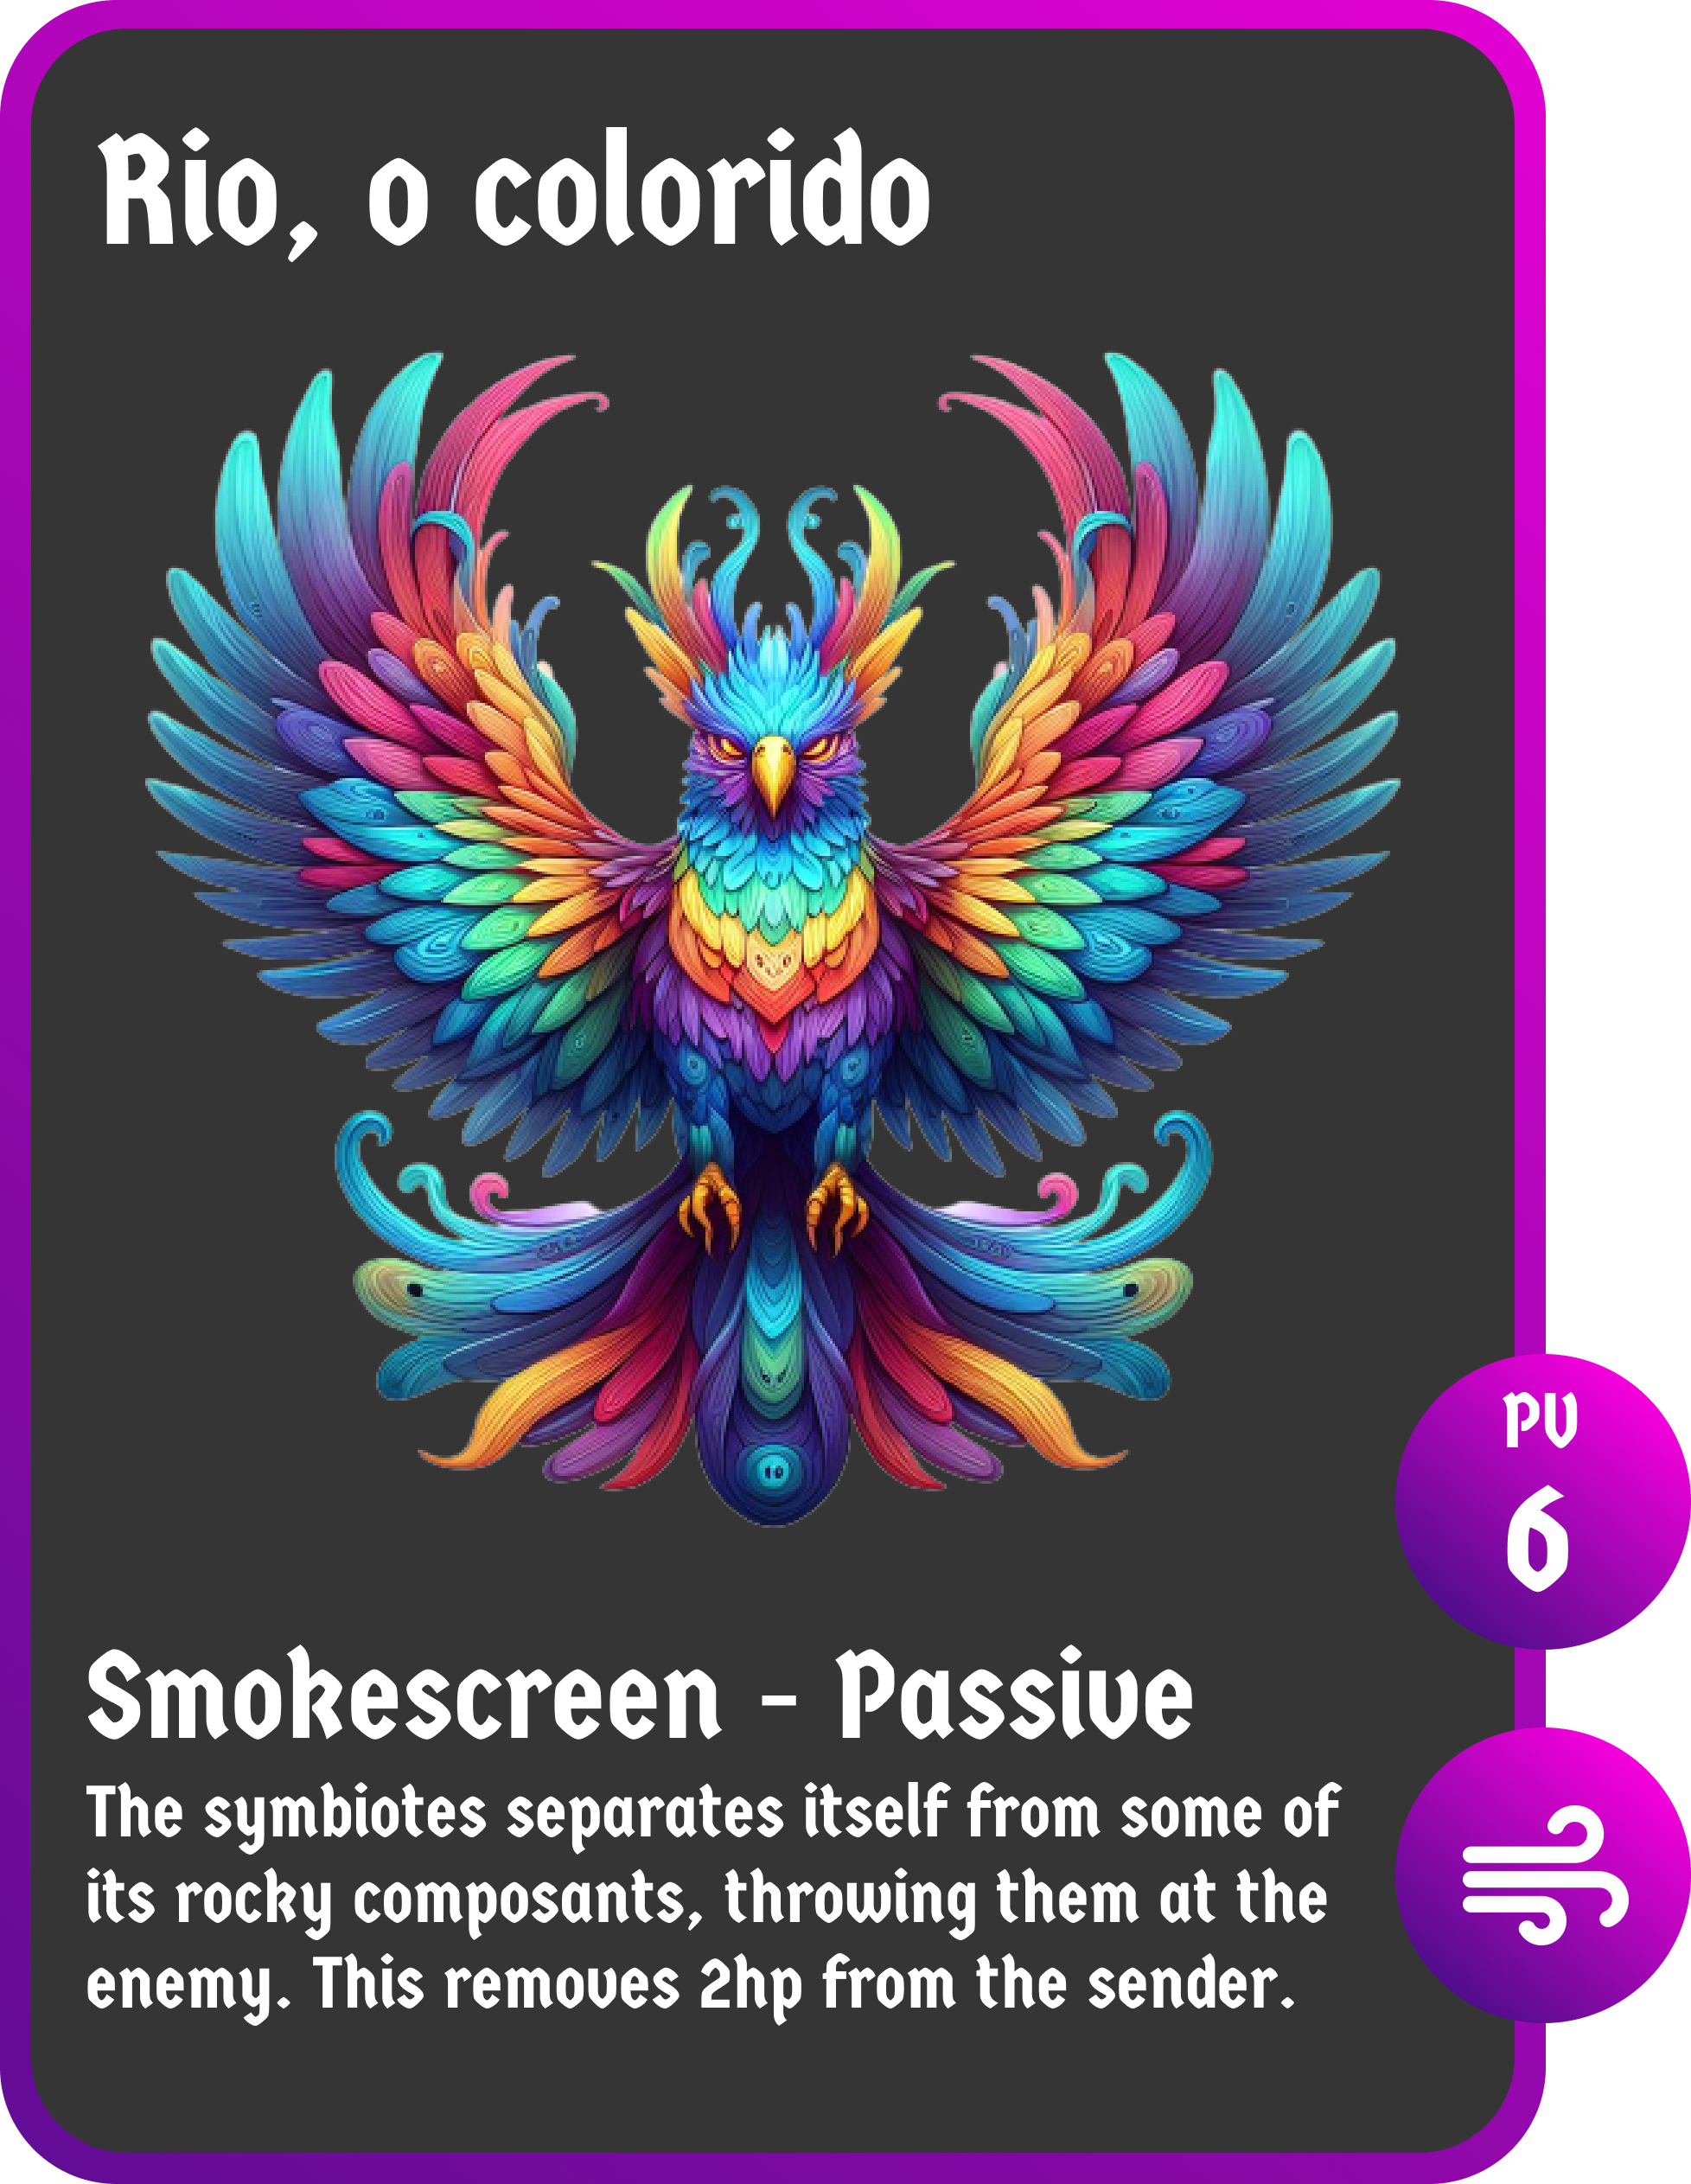 Rio, o colorido
PV
6
Smokescreen - Passive
The symbiotes separates itself from some of
its rocky composants, throwing them at the
enemy. This removes 2hp from the sender.